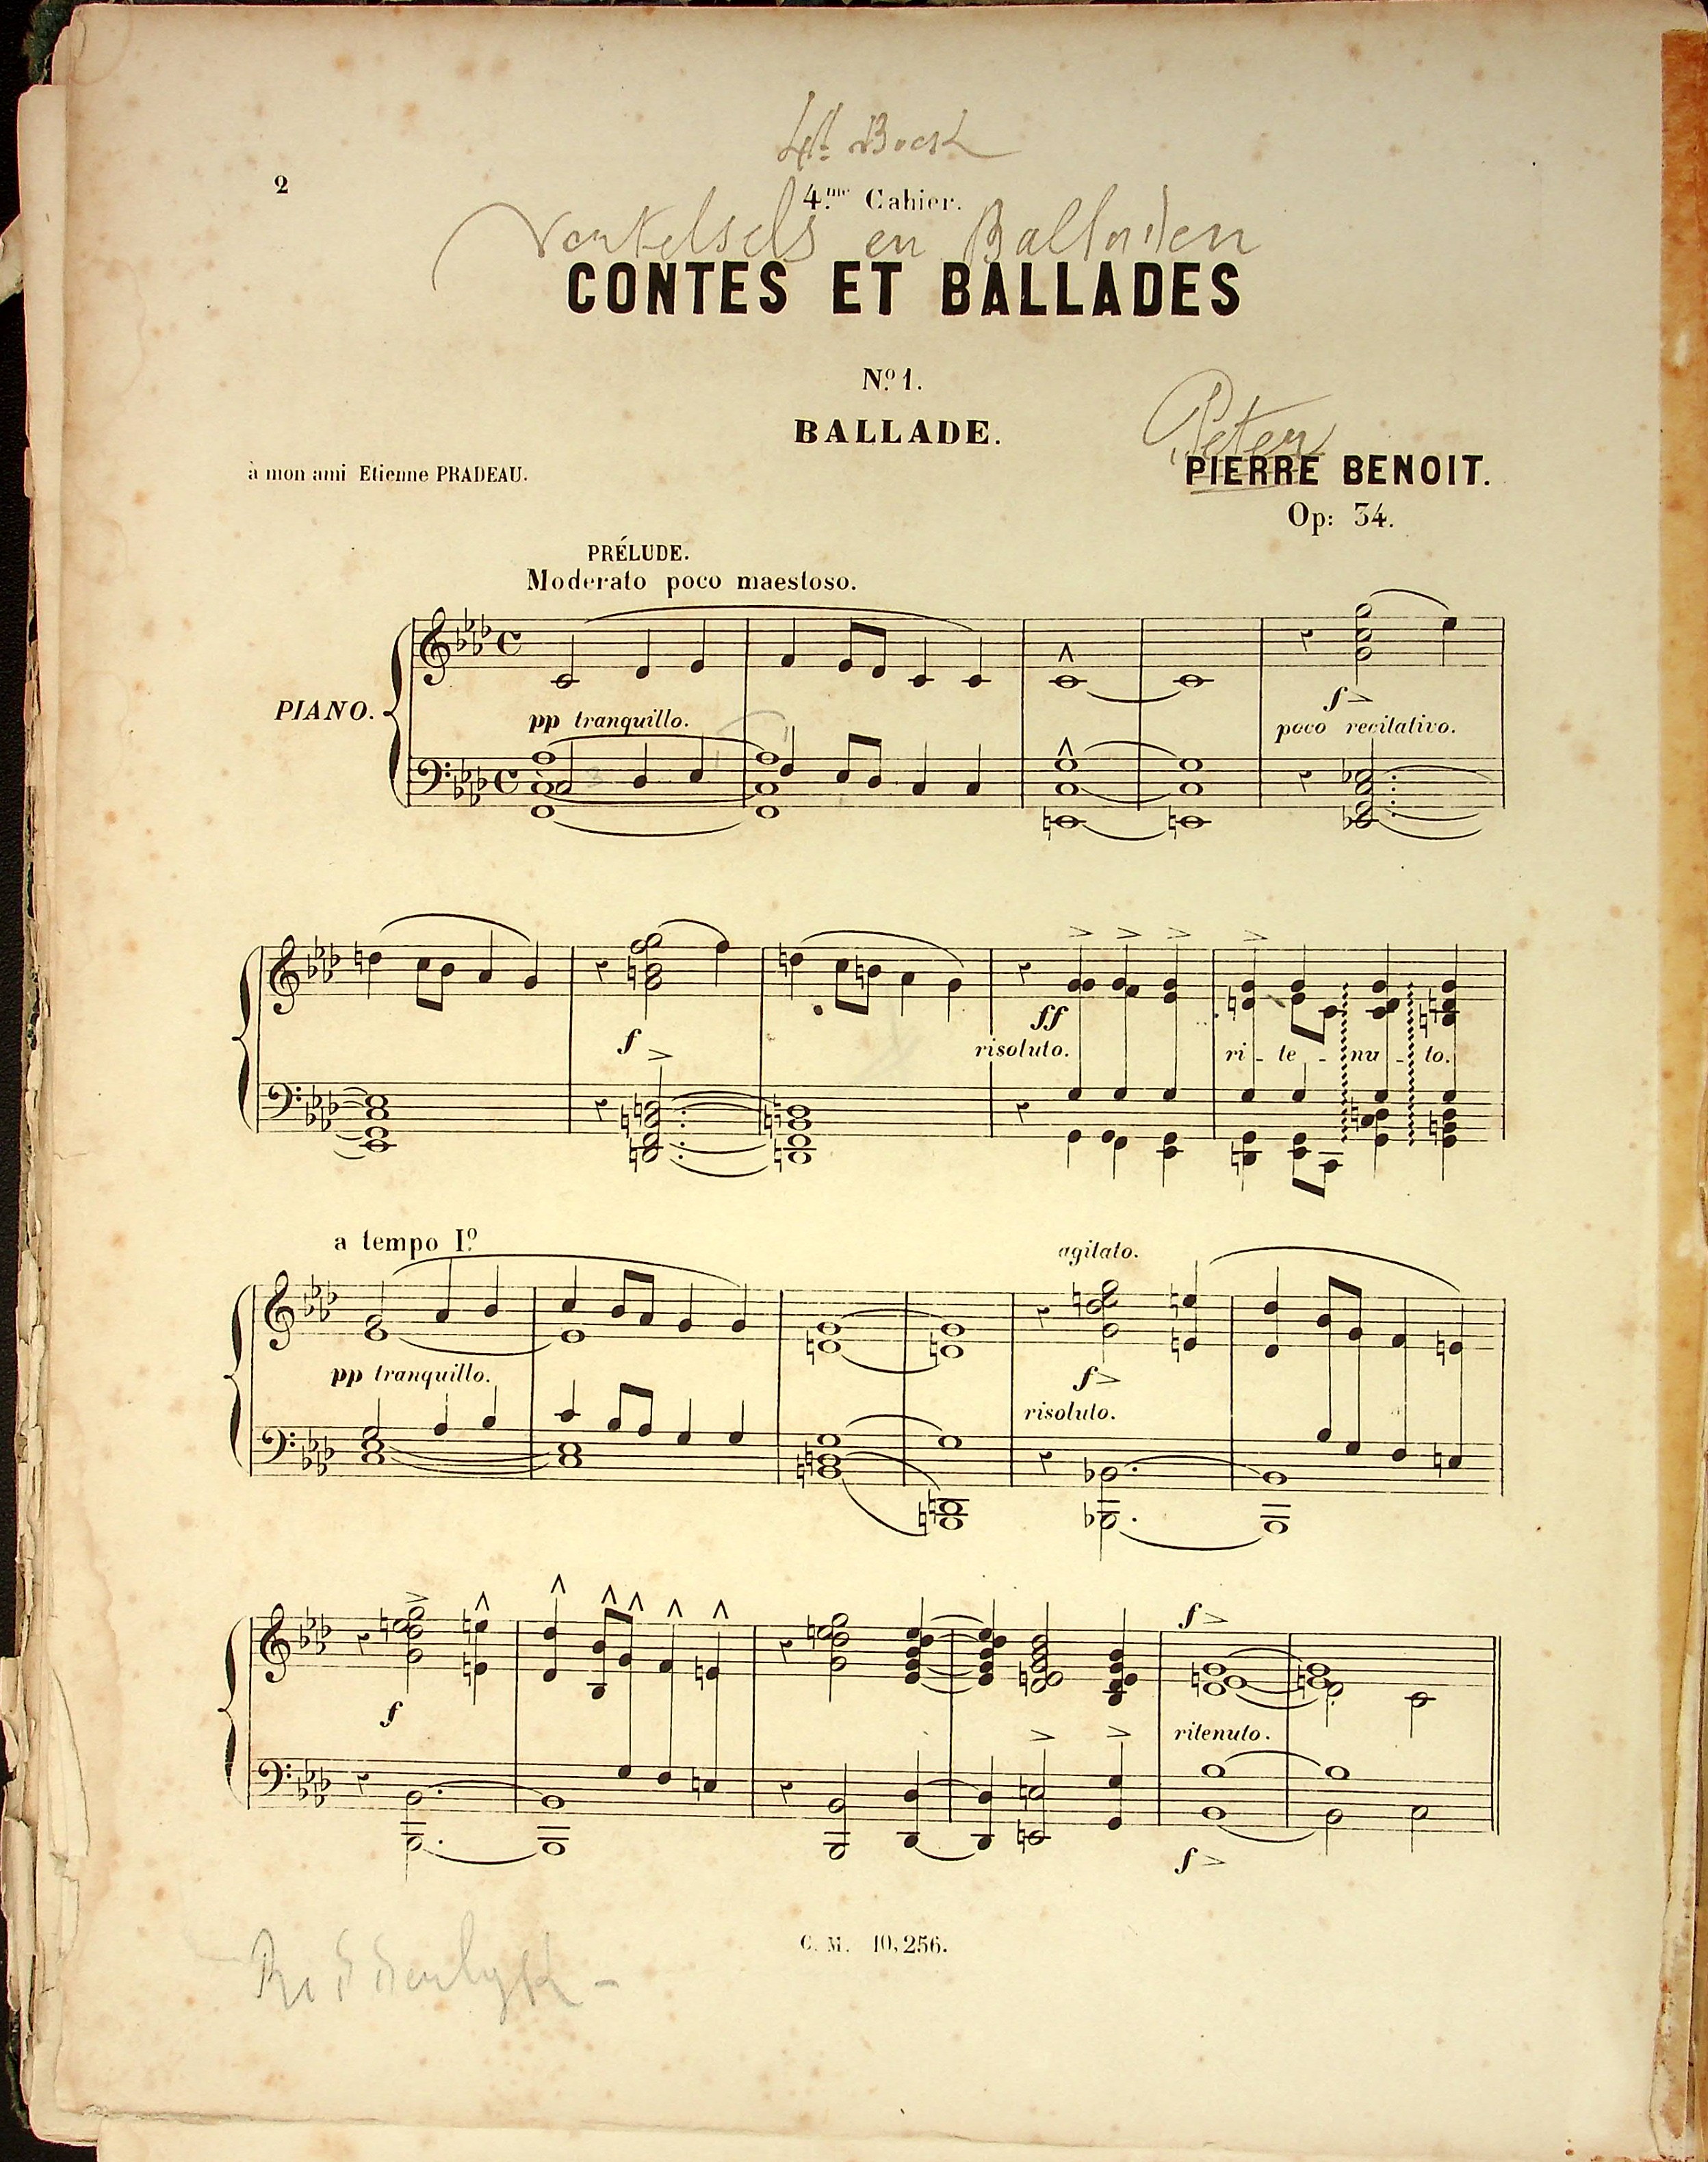 4de Boek
2
4.me Cahier.
Vertelsels en Balladen
CONTES ET BALLADES
N.o 1.
BALLADE.
Peter
à mon ami Etienne PRADEAU.
PIERRE BENOIT.
Op: 34.
PRÉLUDE.
Moderato poco maestoso.
PIANO.
pp tranquillo.
f
poco recitativo.
f
ff
risoluto.
ri - te - nu - to.
a tempo I.o
agitato.
pp tranquillo.
f
risoluto.
f
f
ritenuto.
f
C. M. 10,256.